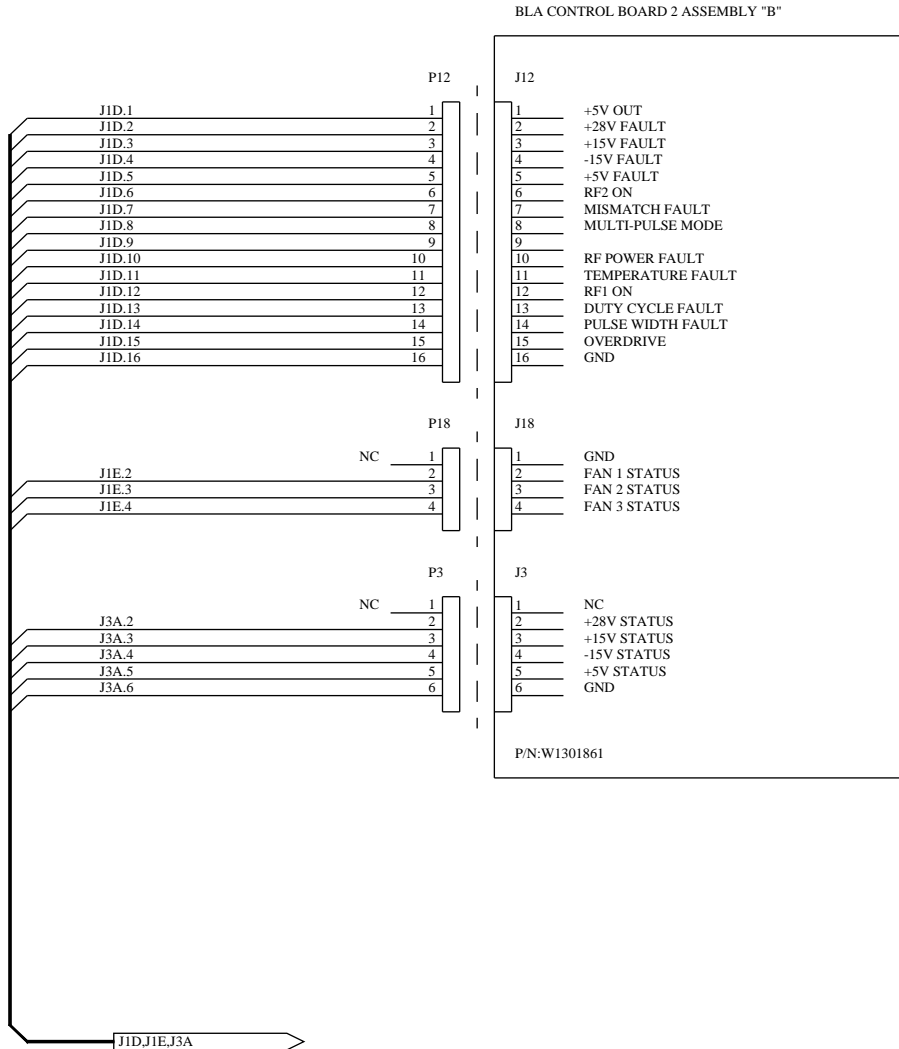 BLA CONTROL BOARD 2 ASSEMBLY "B"
P12 J12
J1D.1 1 1 +5V OUT
J1D.2 2 2 +28V FAULT
J1D.3 3 3 +15V FAULT
J1D.4 4 4 -15V FAULT
J1D.5 5 5 +5V FAULT
J1D.6 6 6 RF2 ON
J1D.7 7 7 MISMATCH FAULT
J1D.8 8 8 MULTI-PULSE MODE
J1D.9 9 9
J1D.10 10 10 RF POWER FAULT
J1D.11 11 11 TEMPERATURE FAULT
J1D.12 12 12 RF1 ON
J1D.13 13 13 DUTY CYCLE FAULT
J1D.14 14 14 PULSE WIDTH FAULT
J1D.15 15 15 OVERDRIVE
J1D.16 16 16 GND
P18 J18
NC 1 1 GND
J1E.2 2 2 FAN 1 STATUS
J1E.3 3 3 FAN 2 STATUS
J1E.4 4 4 FAN 3 STATUS
P3 J3
NC 1 1 NC
J3A.2 2 2 +28V STATUS
J3A.3 3 3 +15V STATUS
J3A.4 4 4 -15V STATUS
J3A.5 5 5 +5V STATUS
J3A.6 6 6 GND
P/N:W1301861
J1D,J1E,J3A